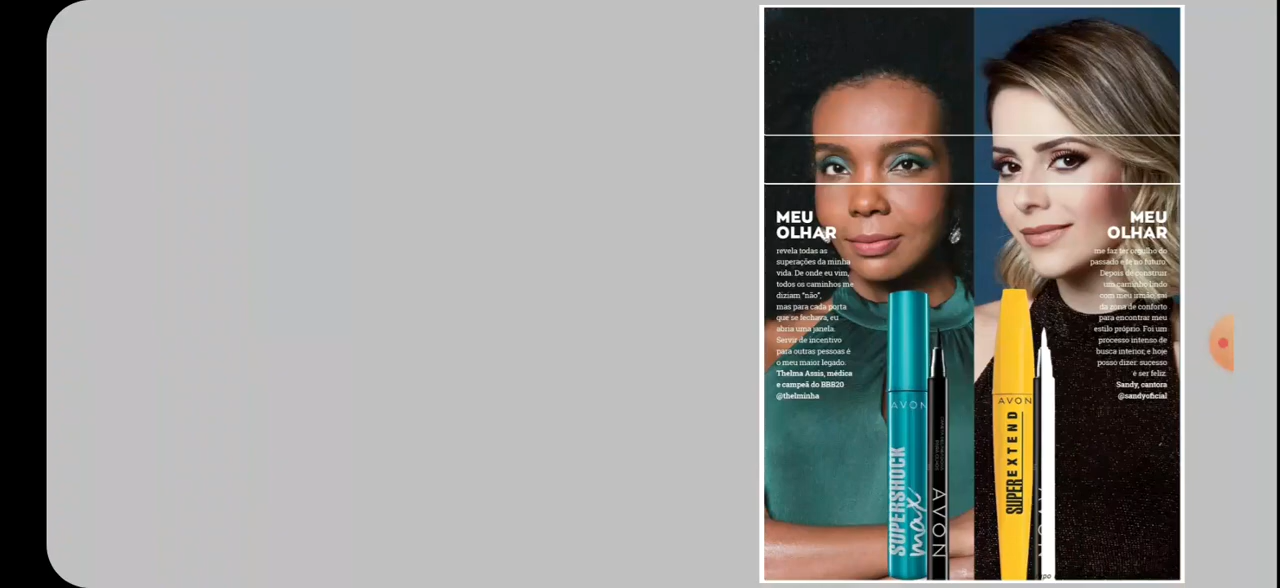 MEU
OLHAR
revela todas as
superações da minha
vida. De onde eu vim,
todos os caminhos me
diziam "não",
mas para cada porta
que se fechava, eu
abria uma janela.
Servir de incentivo
para outras pessoas é
o meu maior legado.
Thelma Assis, médica
e campeã do BBB20
@thelminha
MEU
OLHAR
me faz ter orgulho do
passado e fé no futuro.
Depois de construir
um caminho lindo
com meu irmão, saí
da zona de conforto
para encontrar meu
estilo próprio. Foi um
processo intenso de
busca interior, e hoje
posso dizer: sucesso
é ser feliz.
Sandy, cantora
@sandyoficial
AVON
SUPERSHOCK
max
AVON
AVON
SUPER EXTEND